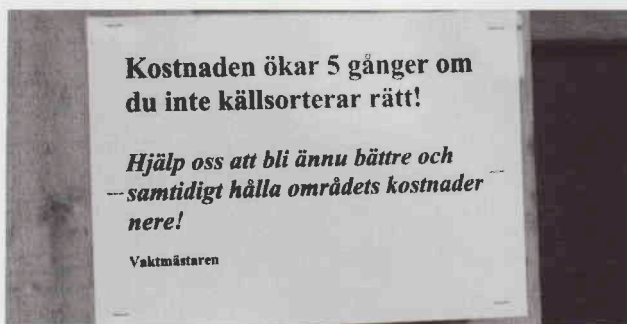 Kostnaden ökar 5 gånger om
du inte källsorterar rätt!
Hjälp oss att bli ännu bättre och
samtidigt hålla områdets kostnader
nere!
Vaktmästaren